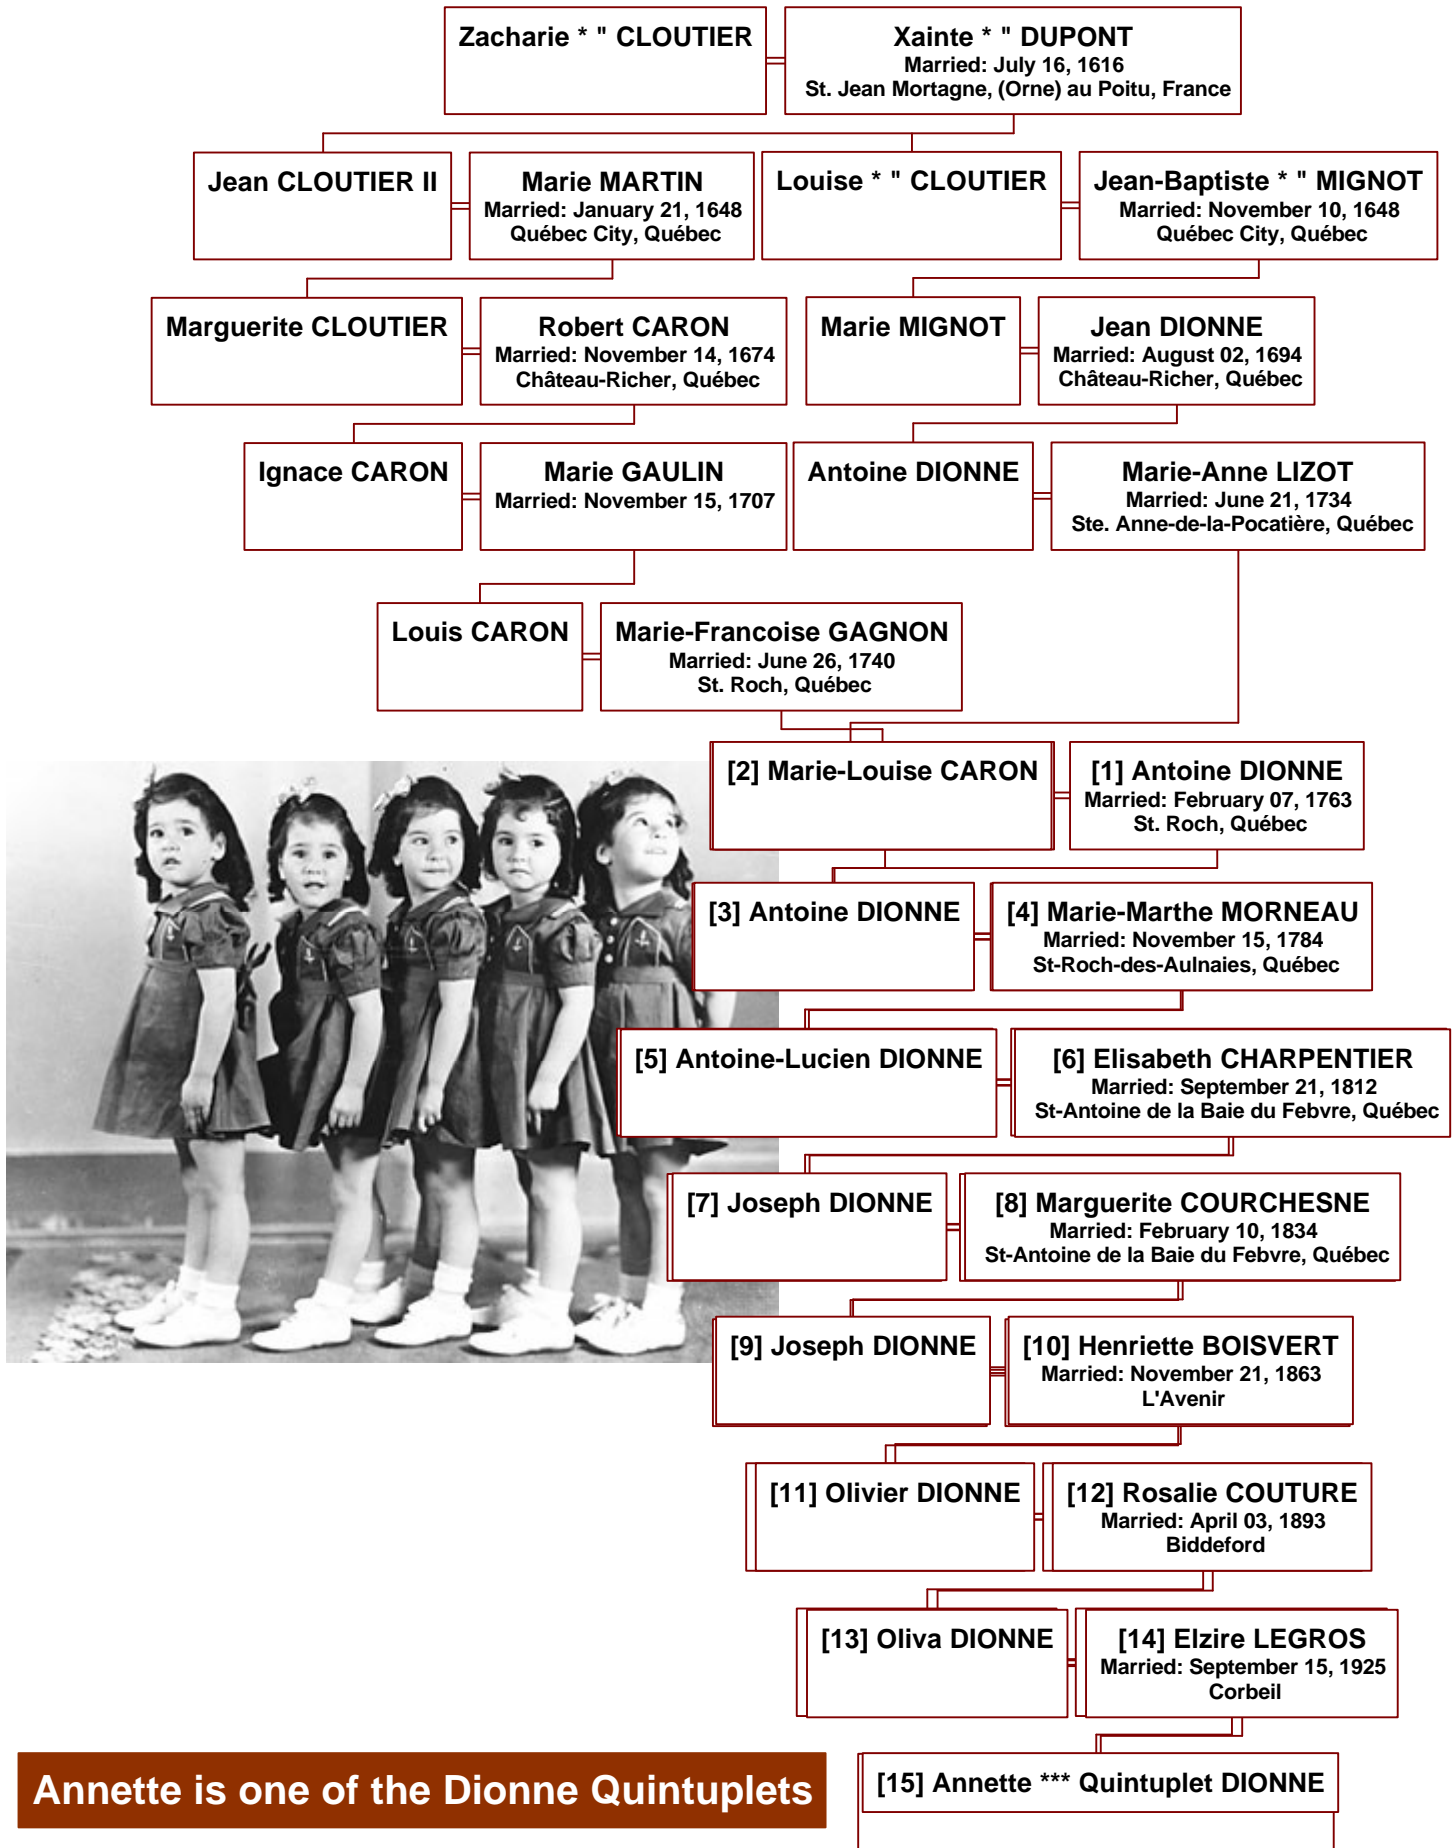 Zacharie * " CLOUTIER
Xainte * " DUPONT
Married: July 16, 1616
St. Jean Mortagne, (Orne) au Poitu, France
Jean CLOUTIER II
Marie MARTIN
Married: January 21, 1648
Québec City, Québec
Louise * " CLOUTIER
Jean-Baptiste * " MIGNOT
Married: November 10, 1648
Québec City, Québec
Marguerite CLOUTIER
Robert CARON
Married: November 14, 1674
Château-Richer, Québec
Marie MIGNOT
Jean DIONNE
Married: August 02, 1694
Château-Richer, Québec
Ignace CARON
Marie GAULIN
Married: November 15, 1707
Antoine DIONNE
Marie-Anne LIZOT
Married: June 21, 1734
Ste. Anne-de-la-Pocatière, Québec
Louis CARON
Marie-Francoise GAGNON
Married: June 26, 1740
St. Roch, Québec
[2] Marie-Louise CARON
[1] Antoine DIONNE
Married: February 07, 1763
St. Roch, Québec
[3] Antoine DIONNE
[4] Marie-Marthe MORNEAU
Married: November 15, 1784
St-Roch-des-Aulnaies, Québec
[5] Antoine-Lucien DIONNE
[6] Elisabeth CHARPENTIER
Married: September 21, 1812
St-Antoine de la Baie du Febvre, Québec
[7] Joseph DIONNE
[8] Marguerite COURCHESNE
Married: February 10, 1834
St-Antoine de la Baie du Febvre, Québec
[9] Joseph DIONNE
[10] Henriette BOISVERT
Married: November 21, 1863
L'Avenir
[11] Olivier DIONNE
[12] Rosalie COUTURE
Married: April 03, 1893
Biddeford
[13] Oliva DIONNE
[14] Elzire LEGROS
Married: September 15, 1925
Corbeil
[15] Annette *** Quintuplet DIONNE
Annette is one of the Dionne Quintuplets